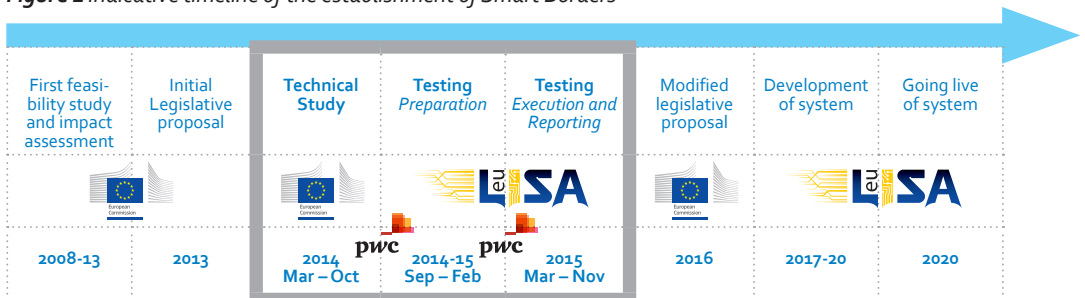 Figure 2 Indicative timeline of the establishment of Smart Borders
First feasi-
bility study
and impact
assessment
Initial
Legislative
proposal
Technical
Study
Testing
Preparation
Testing
Execution and
Reporting
Modified
legislative
proposal
Development
of system
Going live
of system
European
Commission
European
Commission
eu LISA
European
Commission
eu LISA
pwc
pwc
2008-13
2013
2014
Mar – Oct
2014-15
Sep – Feb
2015
Mar – Nov
2016
2017-20
2020